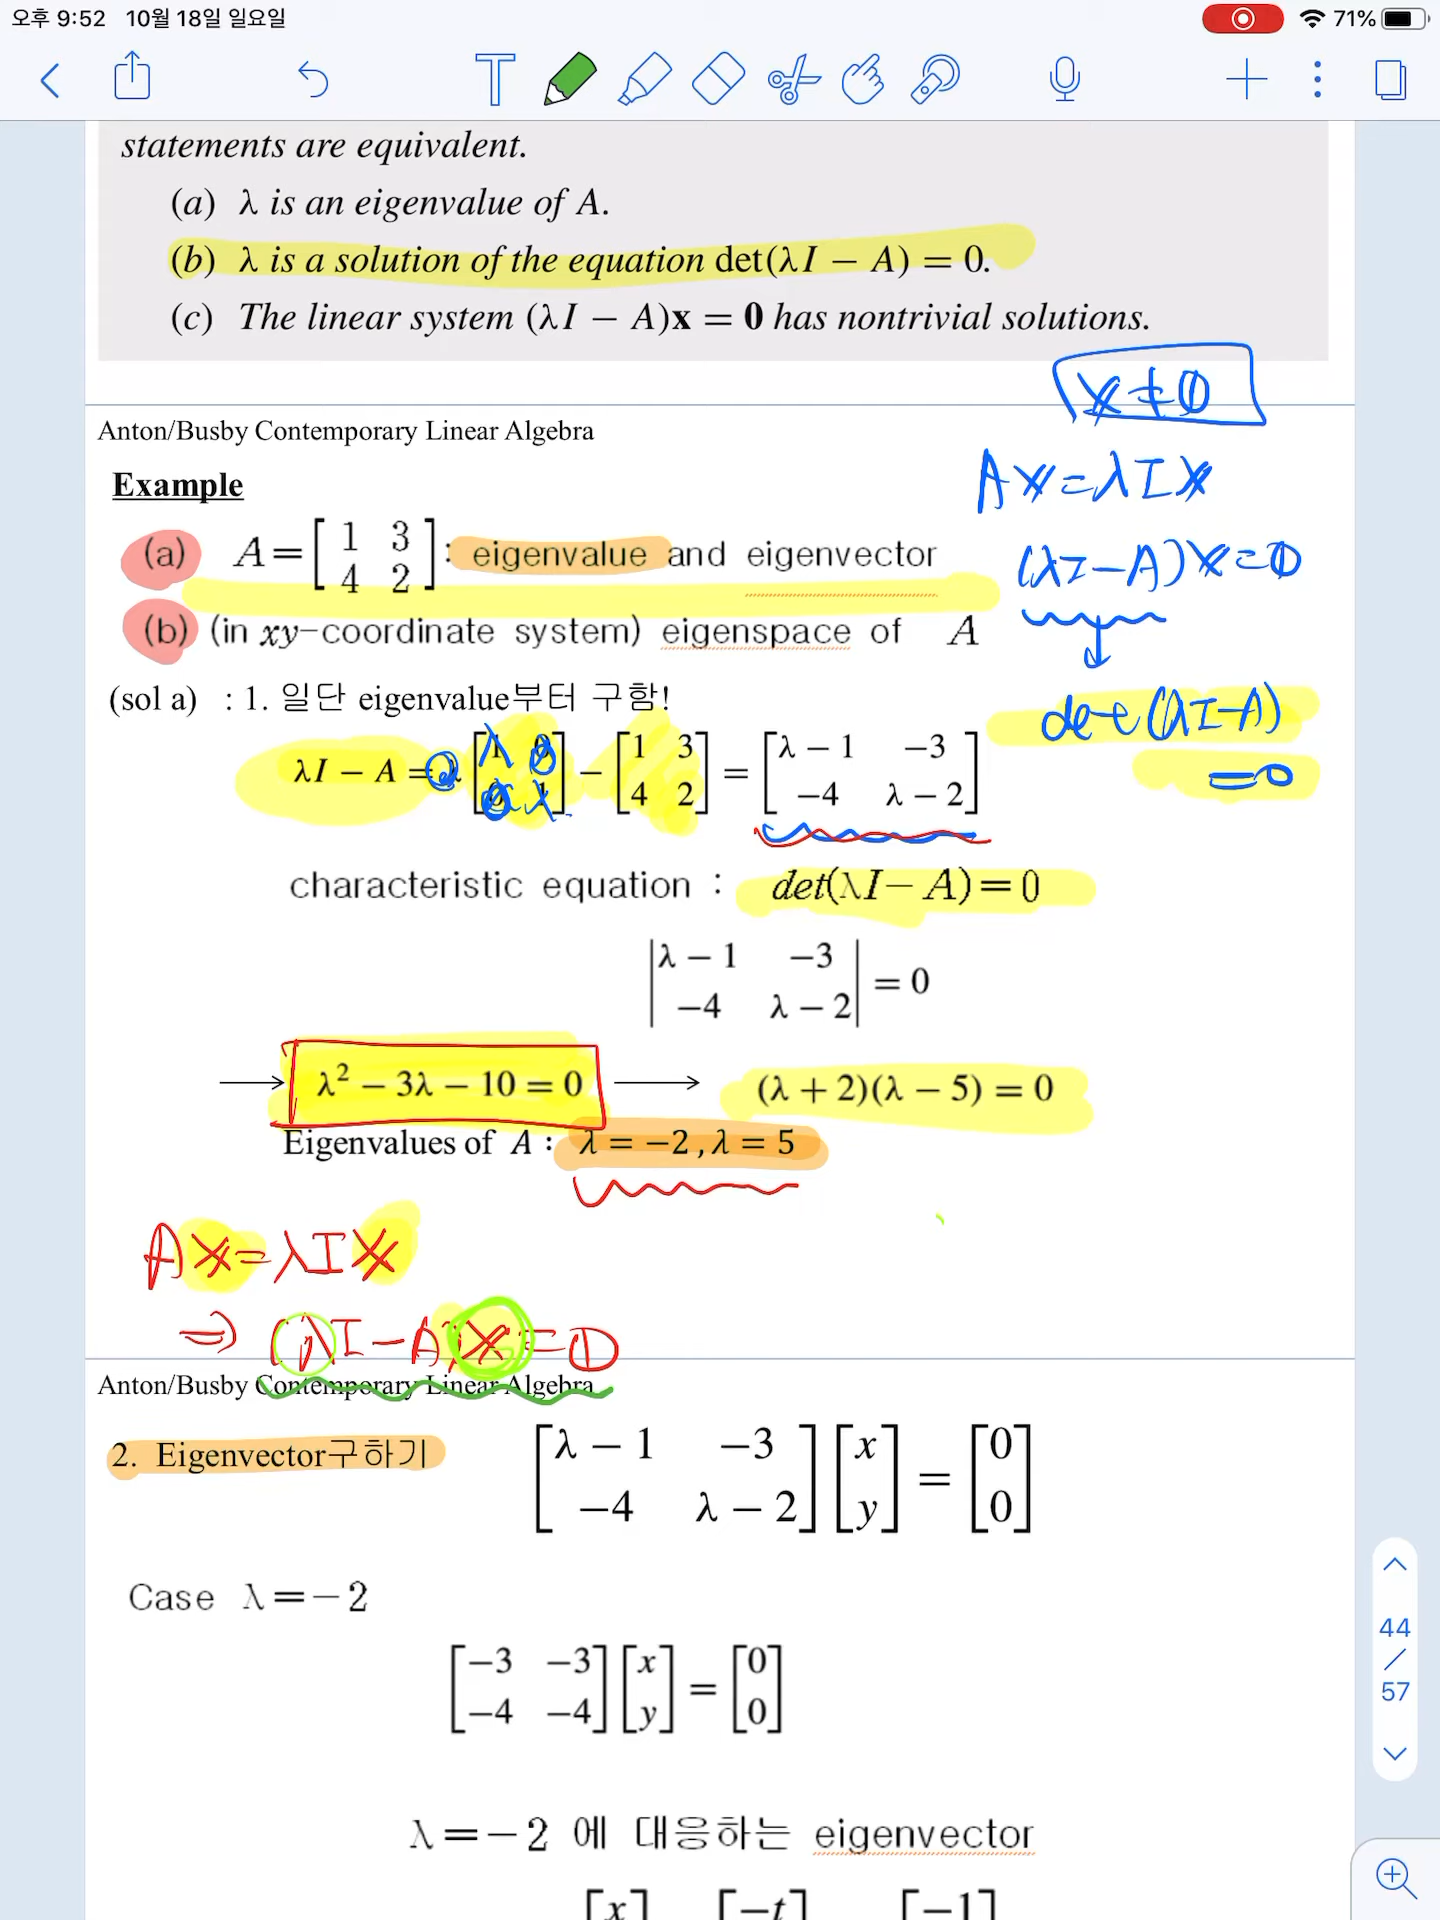 오후 9:52 10월 18일 일요일 71%
statements are equivalent.
(a) λ is an eigenvalue of A.
(b) λ is a solution of the equation det(λI − A) = 0.
(c) The linear system (λI − A)x = 0 has nontrivial solutions.
x ≠ 0
Anton/Busby Contemporary Linear Algebra
Ax = λIx
Example
(a) A = [1 3
4 2] : eigenvalue and eigenvector
(λI − A)x = 0
(b) (in xy-coordinate system) eigenspace of A
(sol a) : 1. 일단 eigenvalue부터 구함!
det(λI − A)
= 0
λI − A = λ[1 0
0 1] − [1 3
4 2] = [λ − 1 −3
−4 λ − 2]
λ 0
0 λ
characteristic equation : det(λI − A) = 0
|λ − 1 −3
−4 λ − 2| = 0
→ λ² − 3λ − 10 = 0 → (λ + 2)(λ − 5) = 0
Eigenvalues of A : λ = −2 , λ = 5
Ax = λIx
⇒ (λI − A)x = 0
Anton/Busby Contemporary Linear Algebra
2. Eigenvector구하기 [λ − 1 −3
−4 λ − 2] [x
y] = [0
0]
Case λ = −2
[−3 −3
−4 −4] [x
y] = [0
0]
44
/
57
λ = −2 에 대응하는 eigenvector
[x] [−t] [−1]